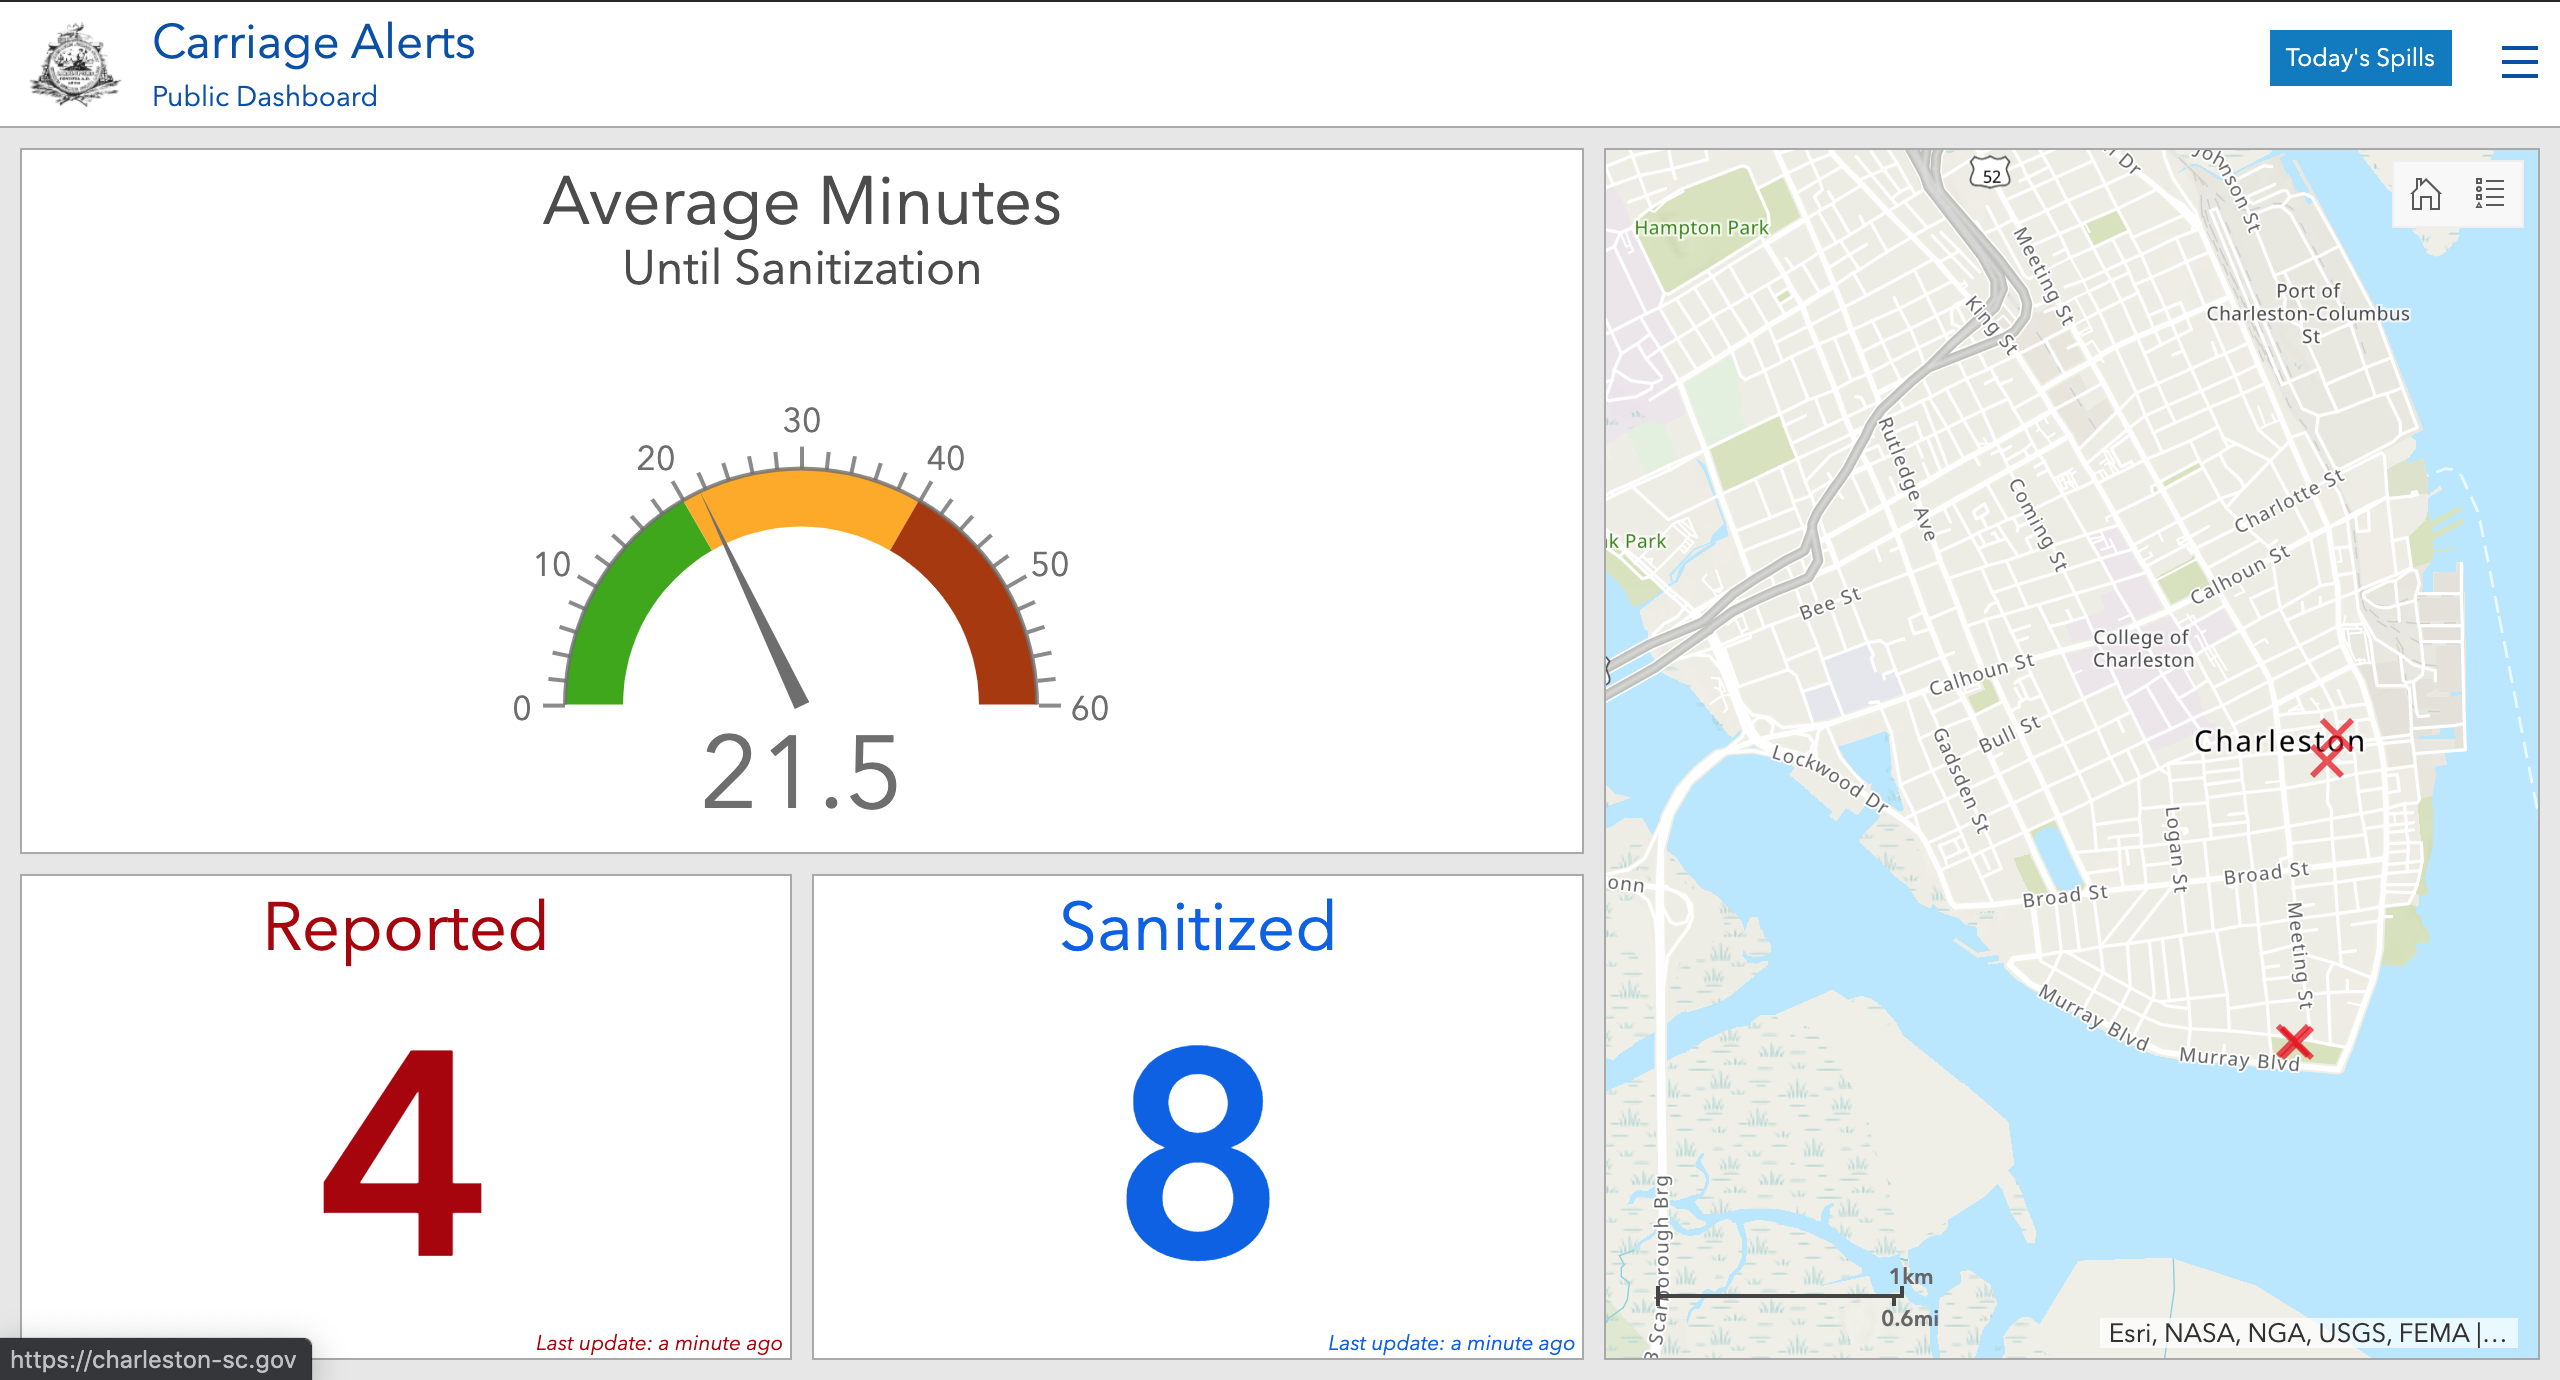 Carriage Alerts
Public Dashboard
Today's Spills
Average Minutes
Until Sanitization
0
10
20
30
40
50
60
21.5
Reported
4
Last update: a minute ago
Sanitized
8
Last update: a minute ago
https://charleston-sc.gov
52
Johnson St
Hampton Park
Meeting St
King St
Port of
Charleston-Columbus
St
Rutledge Ave
Coming St
Charlotte St
Calhoun St
Park
Bee St
College of
Charleston
Calhoun St
Bull St
Gadsden St
Charleston
Lockwood Dr
Logan St
Broad St
Broad St
Meeting St
Murray Blvd
Murray Blvd
Scarborough Brg
1km
0.6mi
Esri, NASA, NGA, USGS, FEMA |...